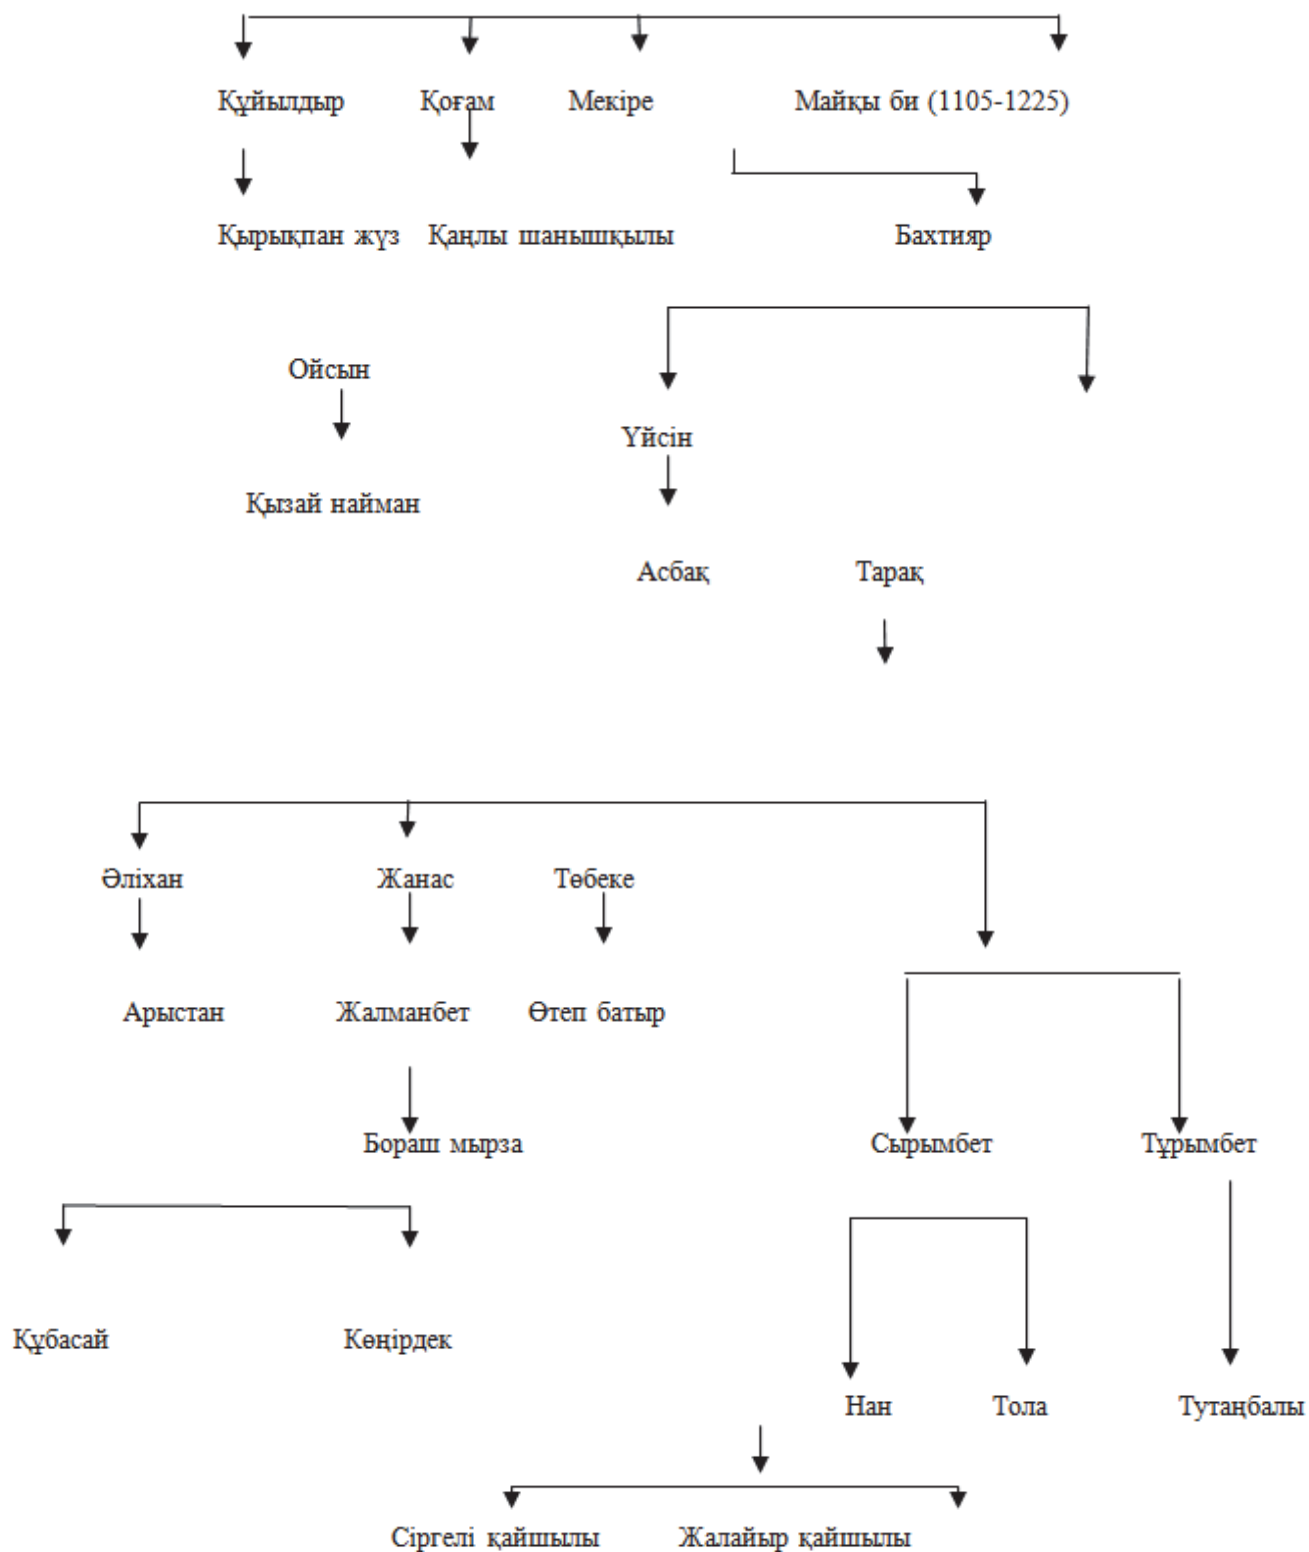 Құйылдыр Қоғам Мекіре Майқы би (1105-1225)
Қырықпан жүз Қаңлы шанышқылы Бахтияр
Ойсын
Үйсін
Қызай найман
Асбақ Тарақ
Әліхан Жанас Төбеке
Арыстан Жалманбет Өтеп батыр
Бораш мырза Сырымбет Тұрымбет
Құбасай Көңірдек
Нан Тола Тутаңбалы
Сіргелі қайшылы Жалайыр қайшылы